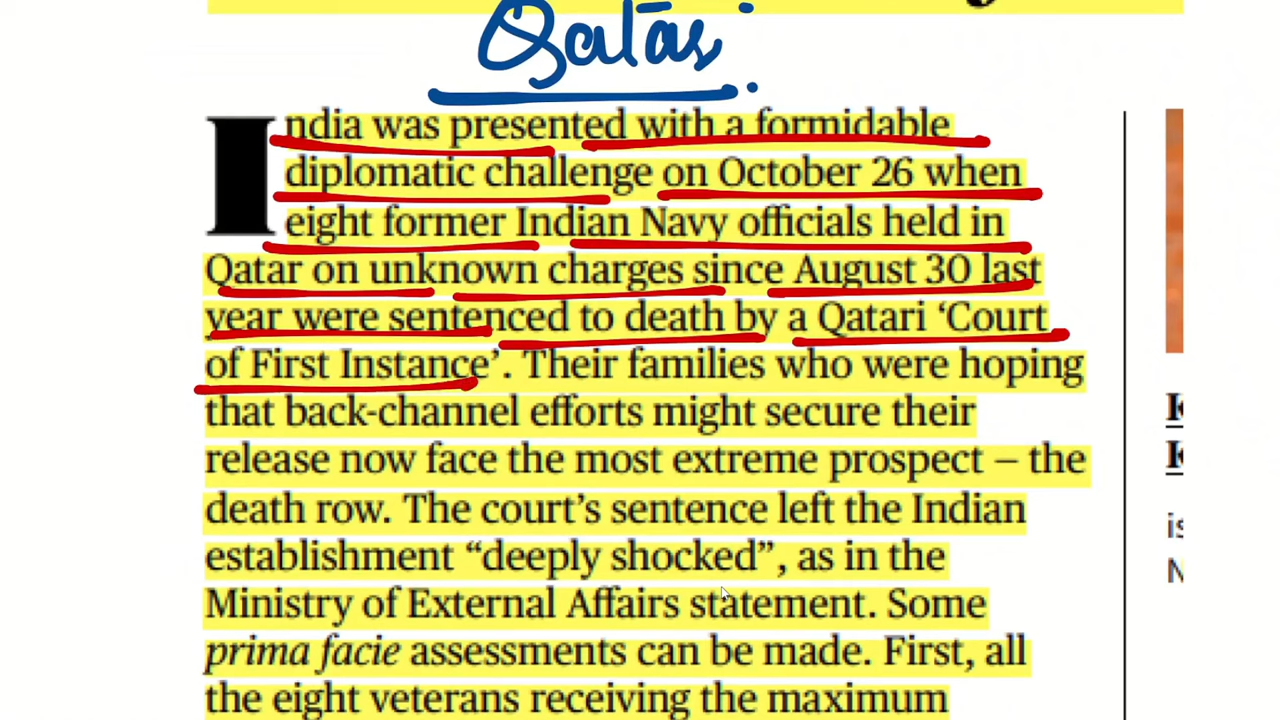 Qatar:
India was presented with a formidable
diplomatic challenge on October 26 when
eight former Indian Navy officials held in
Qatar on unknown charges since August 30 last
year were sentenced to death by a Qatari ‘Court
of First Instance’. Their families who were hoping
that back-channel efforts might secure their
release now face the most extreme prospect – the
death row. The court’s sentence left the Indian
establishment “deeply shocked”, as in the
Ministry of External Affairs statement. Some
prima facie assessments can be made. First, all
the eight veterans receiving the maximum
is